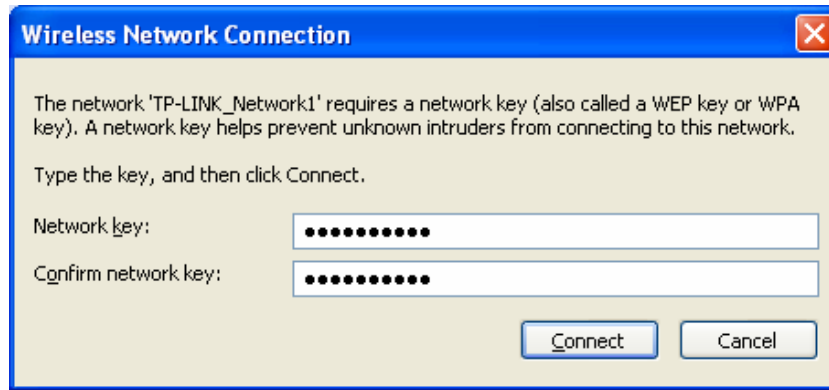 Wireless Network Connection
The network 'TP-LINK_Network1' requires a network key (also called a WEP key or WPA
key). A network key helps prevent unknown intruders from connecting to this network.
Type the key, and then click Connect.
Network key: ●●●●●●●●●●
Confirm network key: ●●●●●●●●●●
Connect Cancel